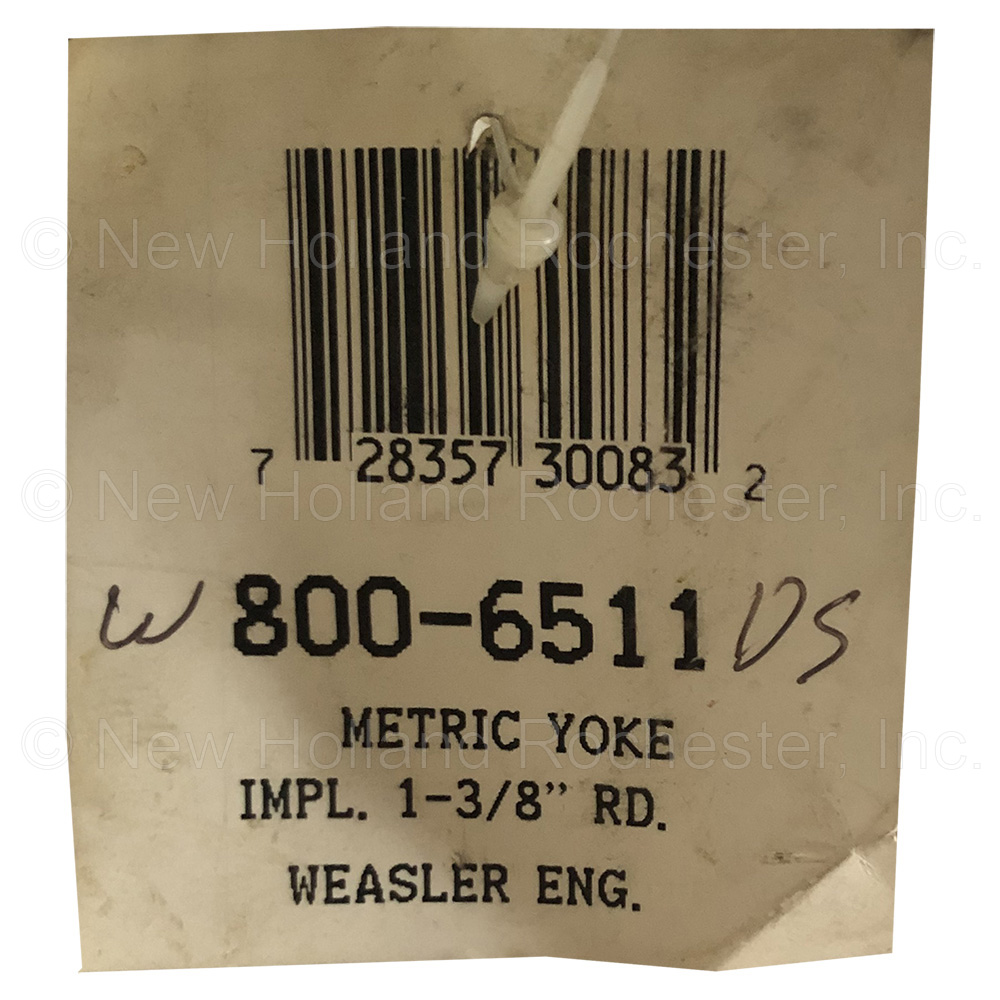 © New Holland Rochester, Inc.
7 28357 30083 2
© New Holland Rochester, Inc.
W 800-6511 DS
METRIC YOKE
© New Holland Rochester, Inc.
IMPL. 1-3/8” RD.
WEASLER ENG.